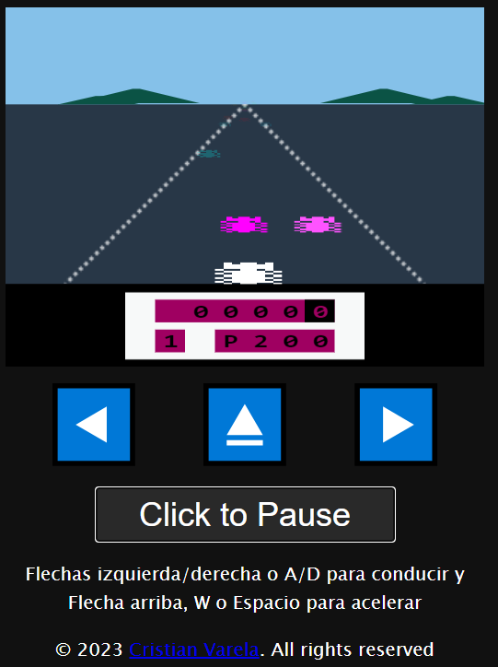 00000 0
1 P200
Click to Pause
Flechas izquierda/derecha o A/D para conducir y
Flecha arriba, W o Espacio para acelerar
© 2023 Cristian Varela. All rights reserved